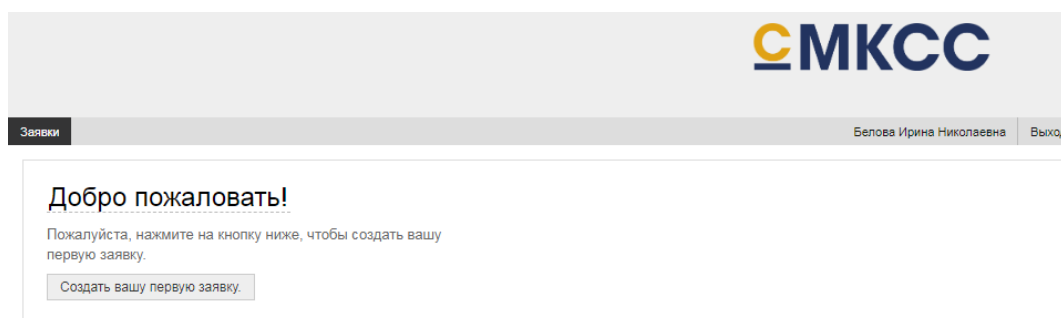 СМКСС
Заявки
Белова Ирина Николаевна
Выход
Добро пожаловать!
Пожалуйста, нажмите на кнопку ниже, чтобы создать вашу
первую заявку.
Создать вашу первую заявку.